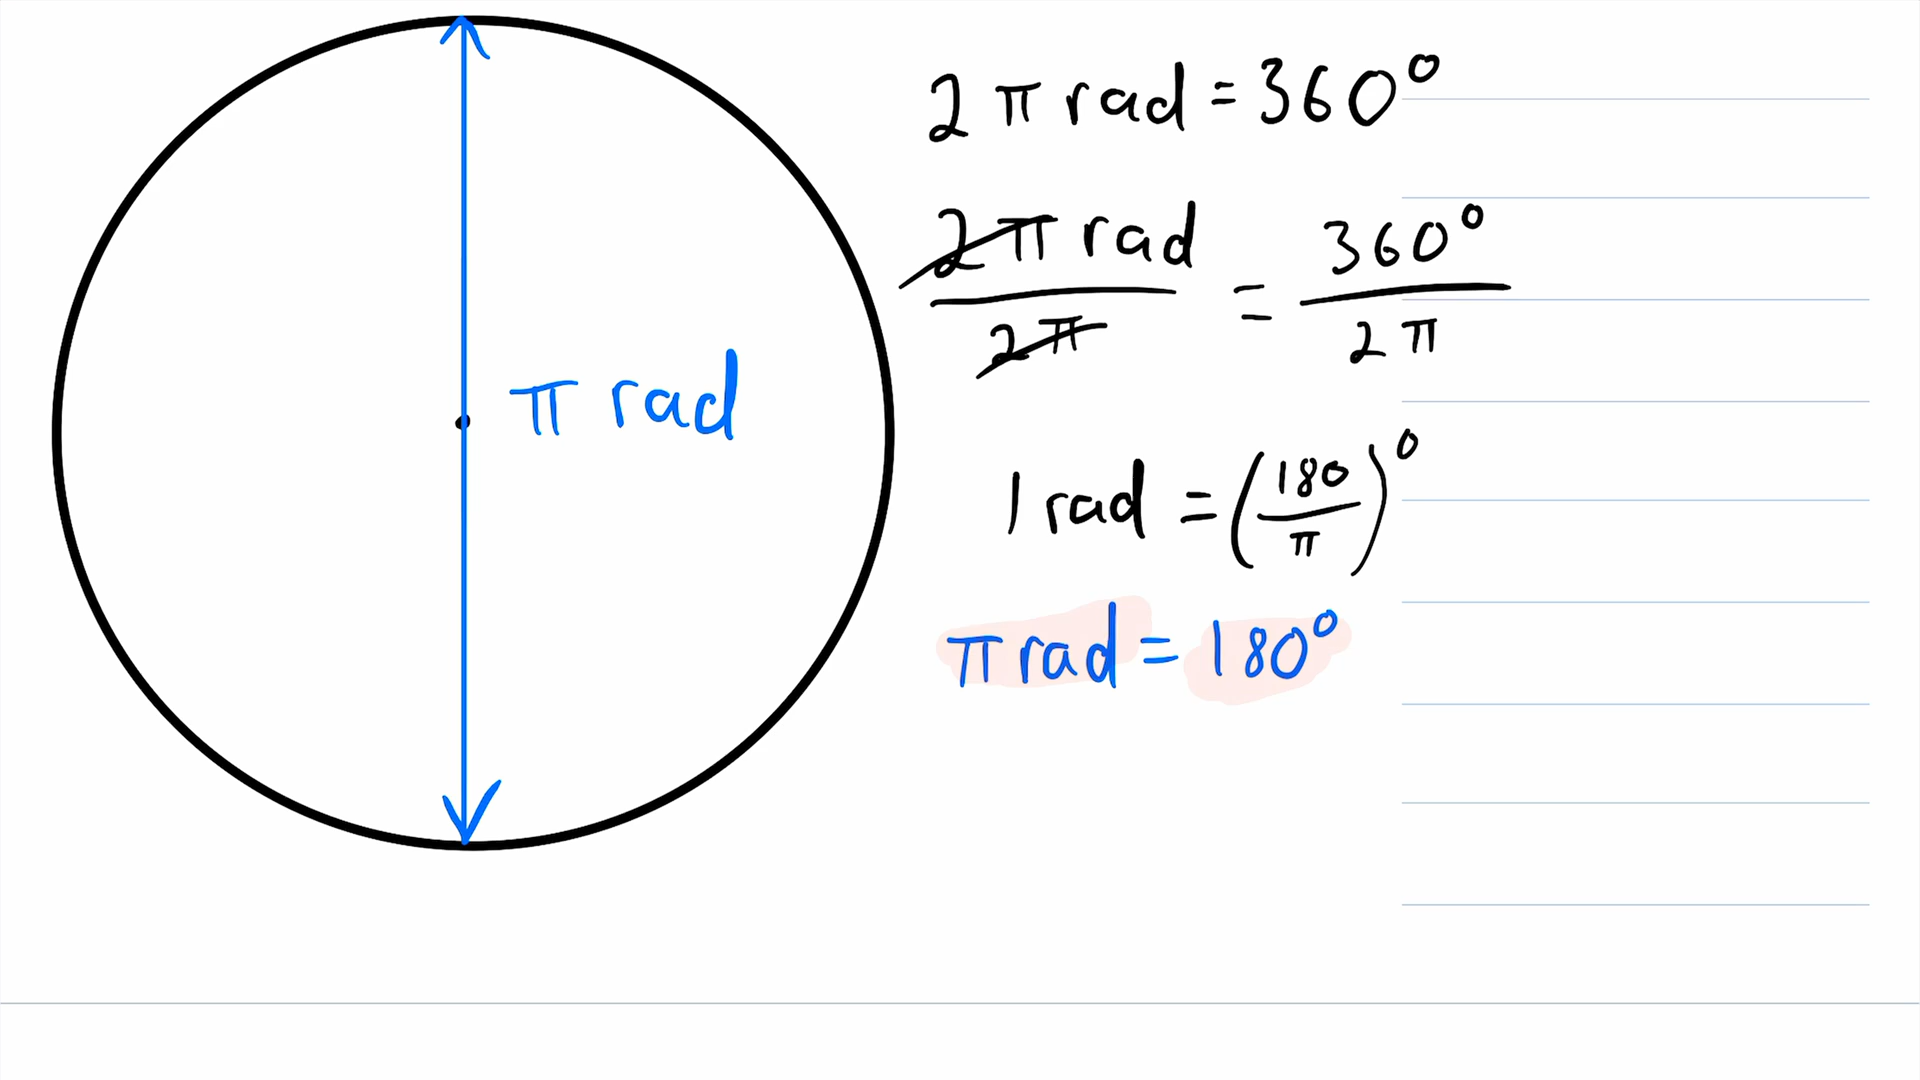 π rad
2 π rad = 360°
2π rad / 2π = 360° / 2π
1 rad = (180/π)°
π rad = 180°